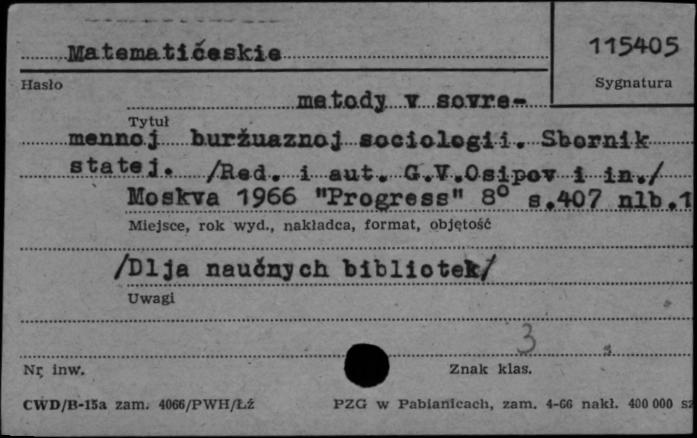 Matematičeskie
115405
Hasło
Sygnatura
metody v sovre-
Tytuł
mennoj buržuaznoj sociologii. Sbornik
statej. /Red. i aut. G.V.Osipov i in./
Moskva 1966 "Progress" 8° s.407 nlb.1
Miejsce, rok wyd., nakładca, format, objętość
/Dlja naučnych bibliotek/
Uwagi
3
Nr inw.
Znak klas.
CWD/B-15a zam. 4066/PWH/Łź
PZG w Pabianicach, zam. 4-66 nakł. 400 000 sz